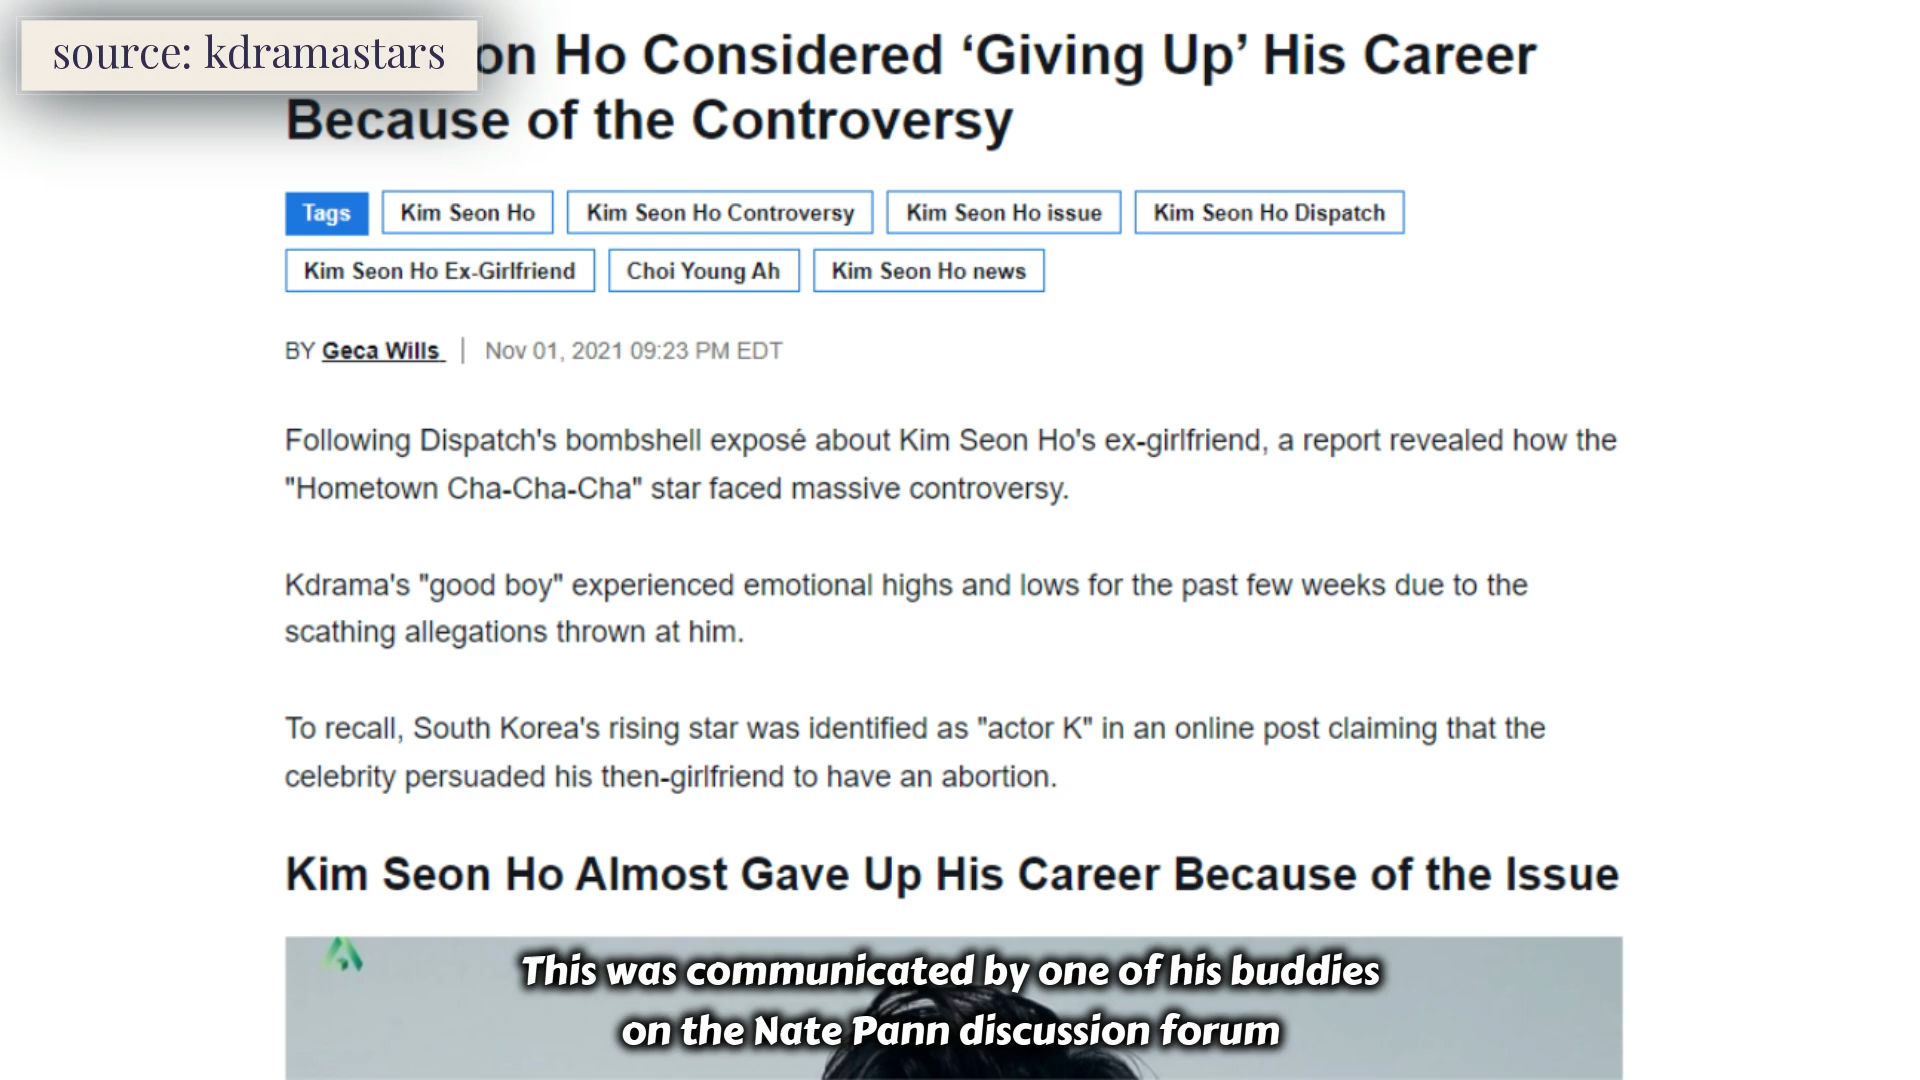 source: kdramastars
on Ho Considered ‘Giving Up’ His Career
Because of the Controversy
Tags
Kim Seon Ho
Kim Seon Ho Controversy
Kim Seon Ho issue
Kim Seon Ho Dispatch
Kim Seon Ho Ex-Girlfriend
Choi Young Ah
Kim Seon Ho news
BY Geca Wills | Nov 01, 2021 09:23 PM EDT
Following Dispatch's bombshell exposé about Kim Seon Ho's ex-girlfriend, a report revealed how the
"Hometown Cha-Cha-Cha" star faced massive controversy.
Kdrama's "good boy" experienced emotional highs and lows for the past few weeks due to the
scathing allegations thrown at him.
To recall, South Korea's rising star was identified as "actor K" in an online post claiming that the
celebrity persuaded his then-girlfriend to have an abortion.
Kim Seon Ho Almost Gave Up His Career Because of the Issue
This was communicated by one of his buddies
on the Nate Pann discussion forum